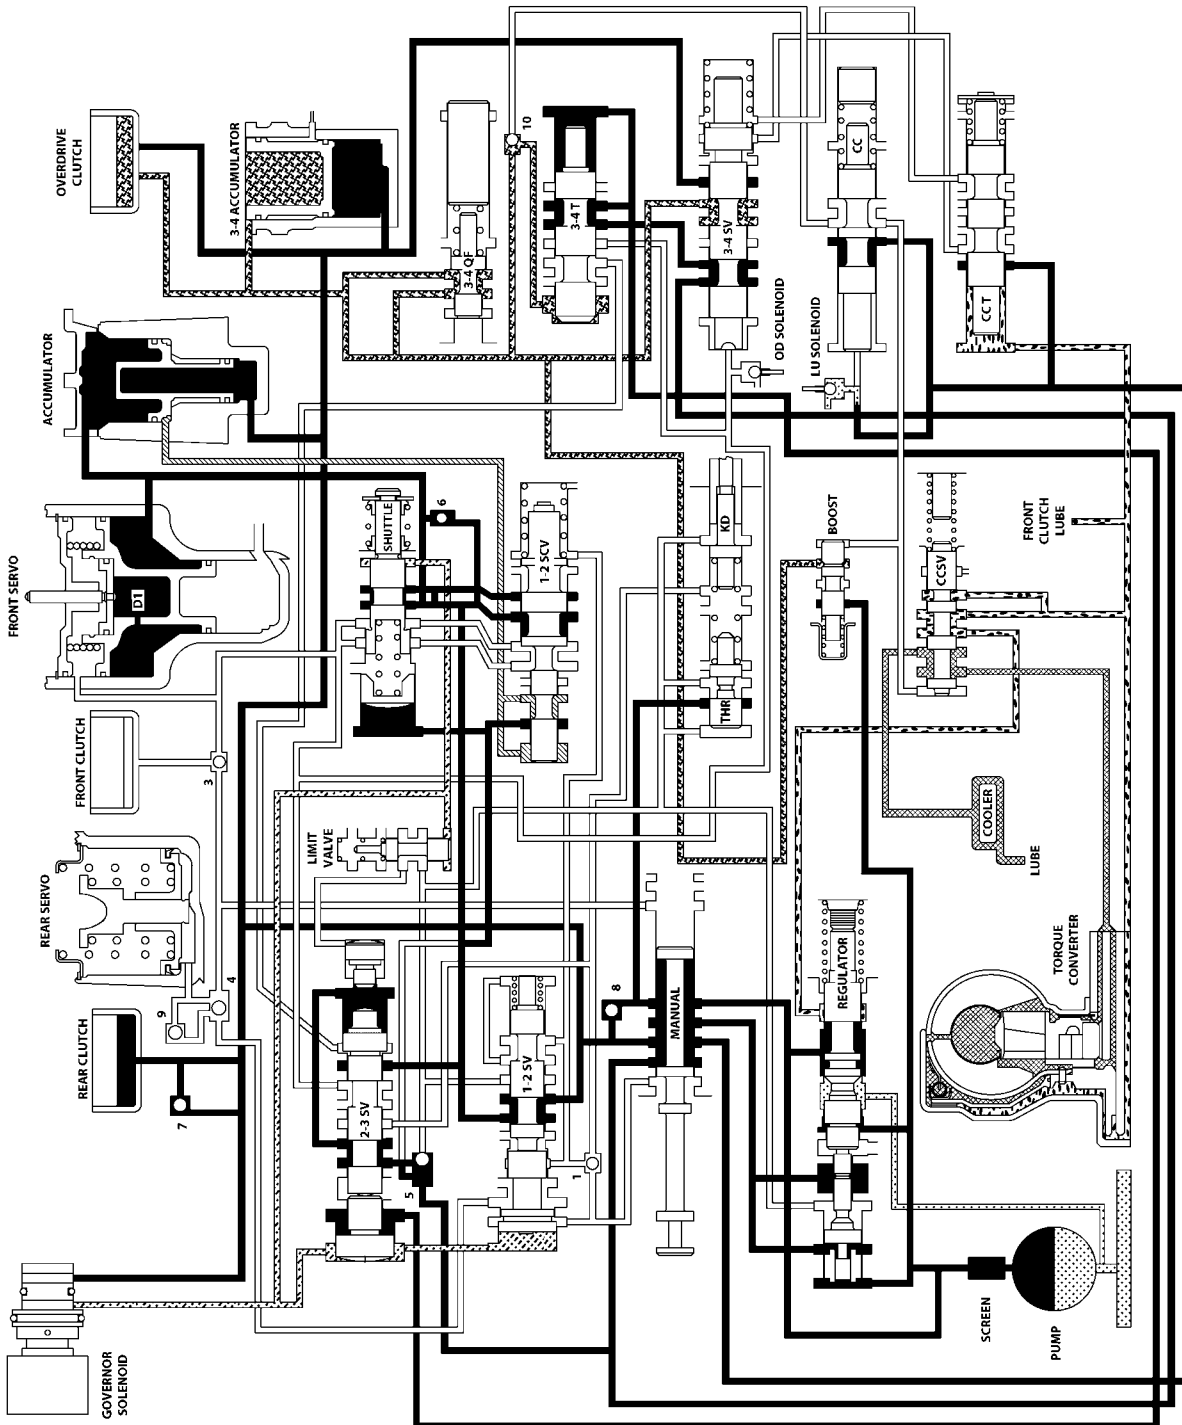 OVERDRIVE
CLUTCH
3-4 ACCUMULATOR
3-4 QF
10
3-4 T
3-4 SV
OD SOLENOID
CC
LU SOLENOID
CC T
ACCUMULATOR
FRONT SERVO
D1
SHUTTLE
6
1-2 SCV
KD
THR
BOOST
CCSV
FRONT
CLUTCH
LUBE
FRONT CLUTCH
3
LIMIT
VALVE
COOLER
LUBE
REAR SERVO
9
4
REAR CLUTCH
7
2-3 SV
5
1-2 SV
1
8
MANUAL
REGULATOR
TORQUE
CONVERTER
GOVERNOR
SOLENOID
SCREEN
PUMP